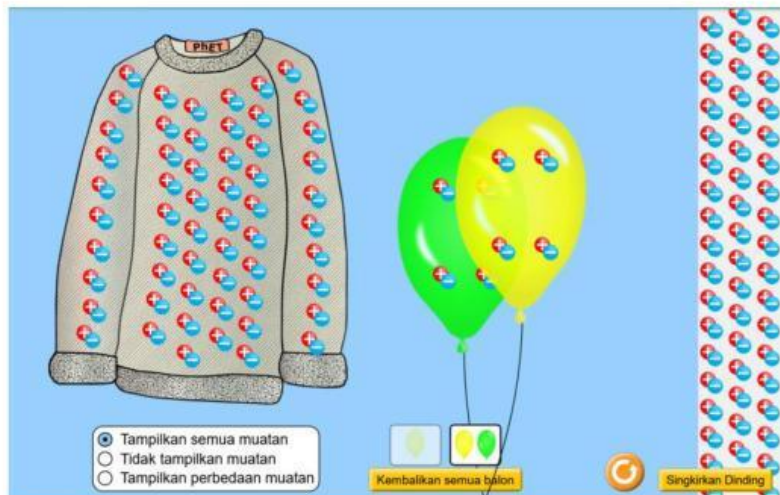 PhET
Tampilkan semua muatan
Tidak tampilkan muatan
Tampilkan perbedaan muatan
Kembalikan semua balon
Singkirkan Dinding